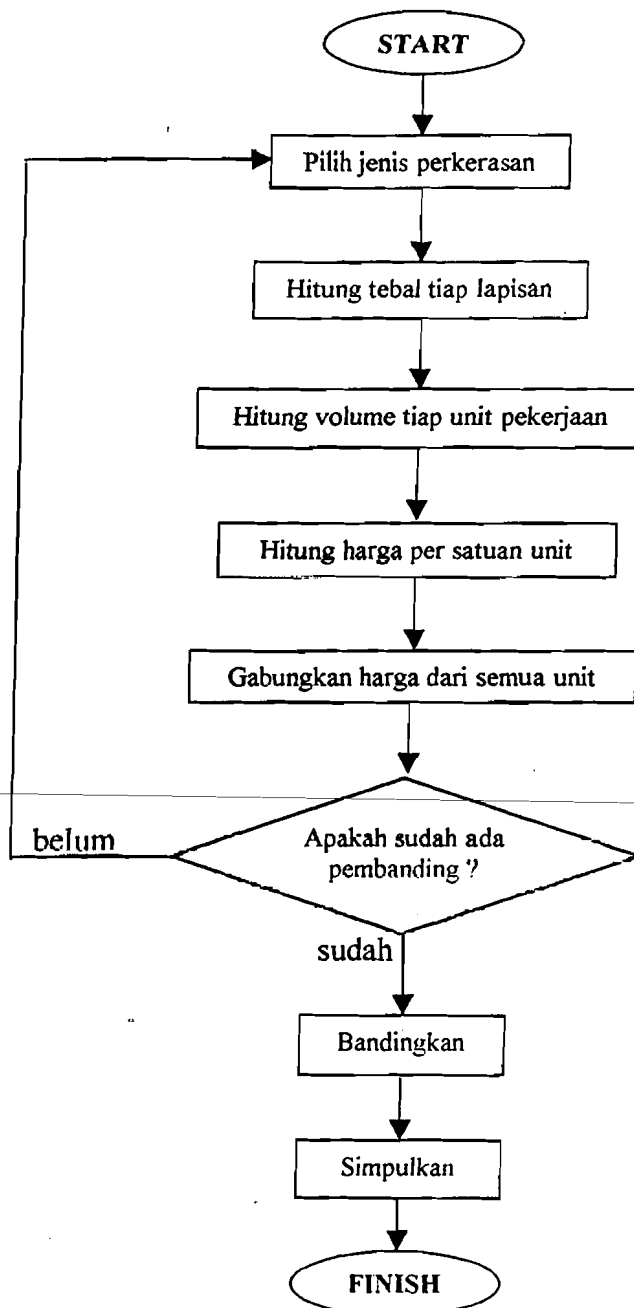 START
Pilih jenis perkerasan
Hitung tebal tiap lapisan
Hitung volume tiap unit pekerjaan
Hitung harga per satuan unit
Gabungkan harga dari semua unit
Apakah sudah ada
pembanding ?
belum
sudah
Bandingkan
Simpulkan
FINISH